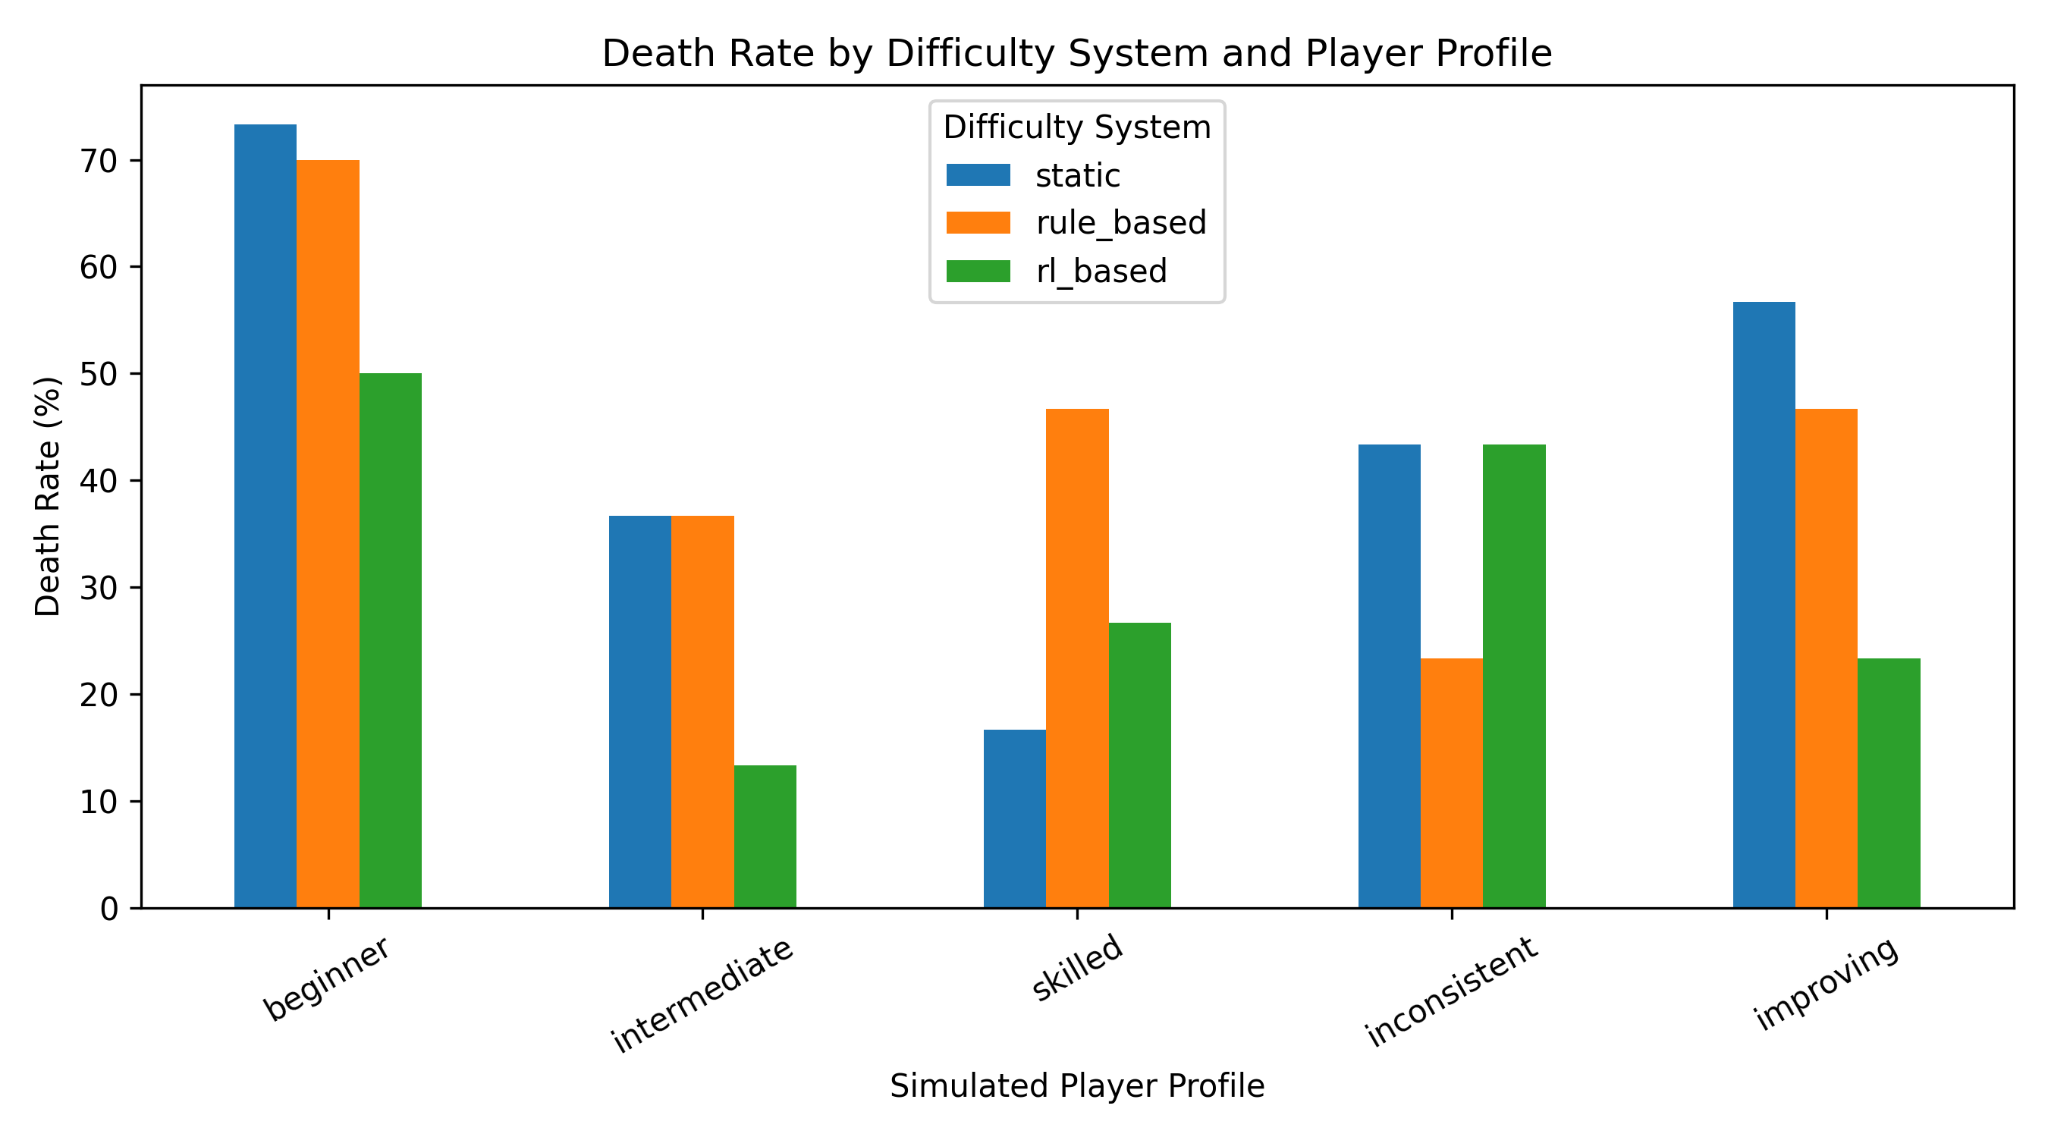 Death Rate by Difficulty System and Player Profile
Difficulty System
static
rule_based
rl_based
Death Rate (%)
70
60
50
40
30
20
10
0
beginner
intermediate
skilled
inconsistent
improving
Simulated Player Profile